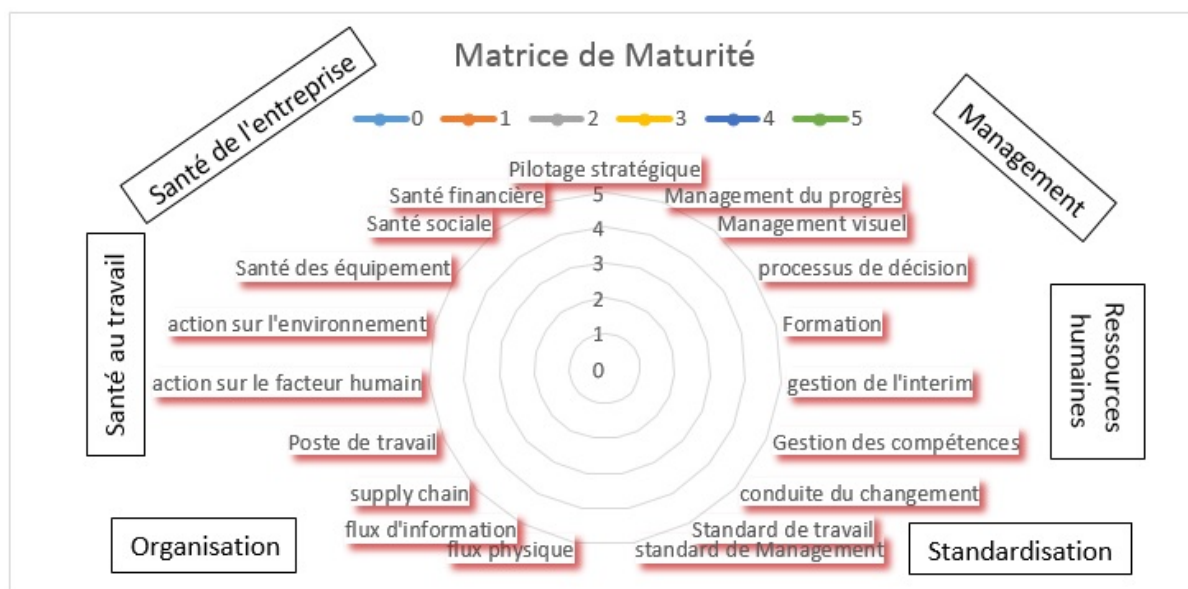 Matrice de Maturité
0 1 2 3 4 5
Santé de l'entreprise
Management
Santé au travail
Ressources
humaines
Organisation
Standardisation
Pilotage stratégique
Management du progrès
Management visuel
processus de décision
Formation
gestion de l'interim
Gestion des compétences
conduite du changement
Standard de travail
standard de Management
flux physique
flux d'information
supply chain
Poste de travail
action sur le facteur humain
action sur l'environnement
Santé des équipement
Santé sociale
Santé financière
5
4
3
2
1
0